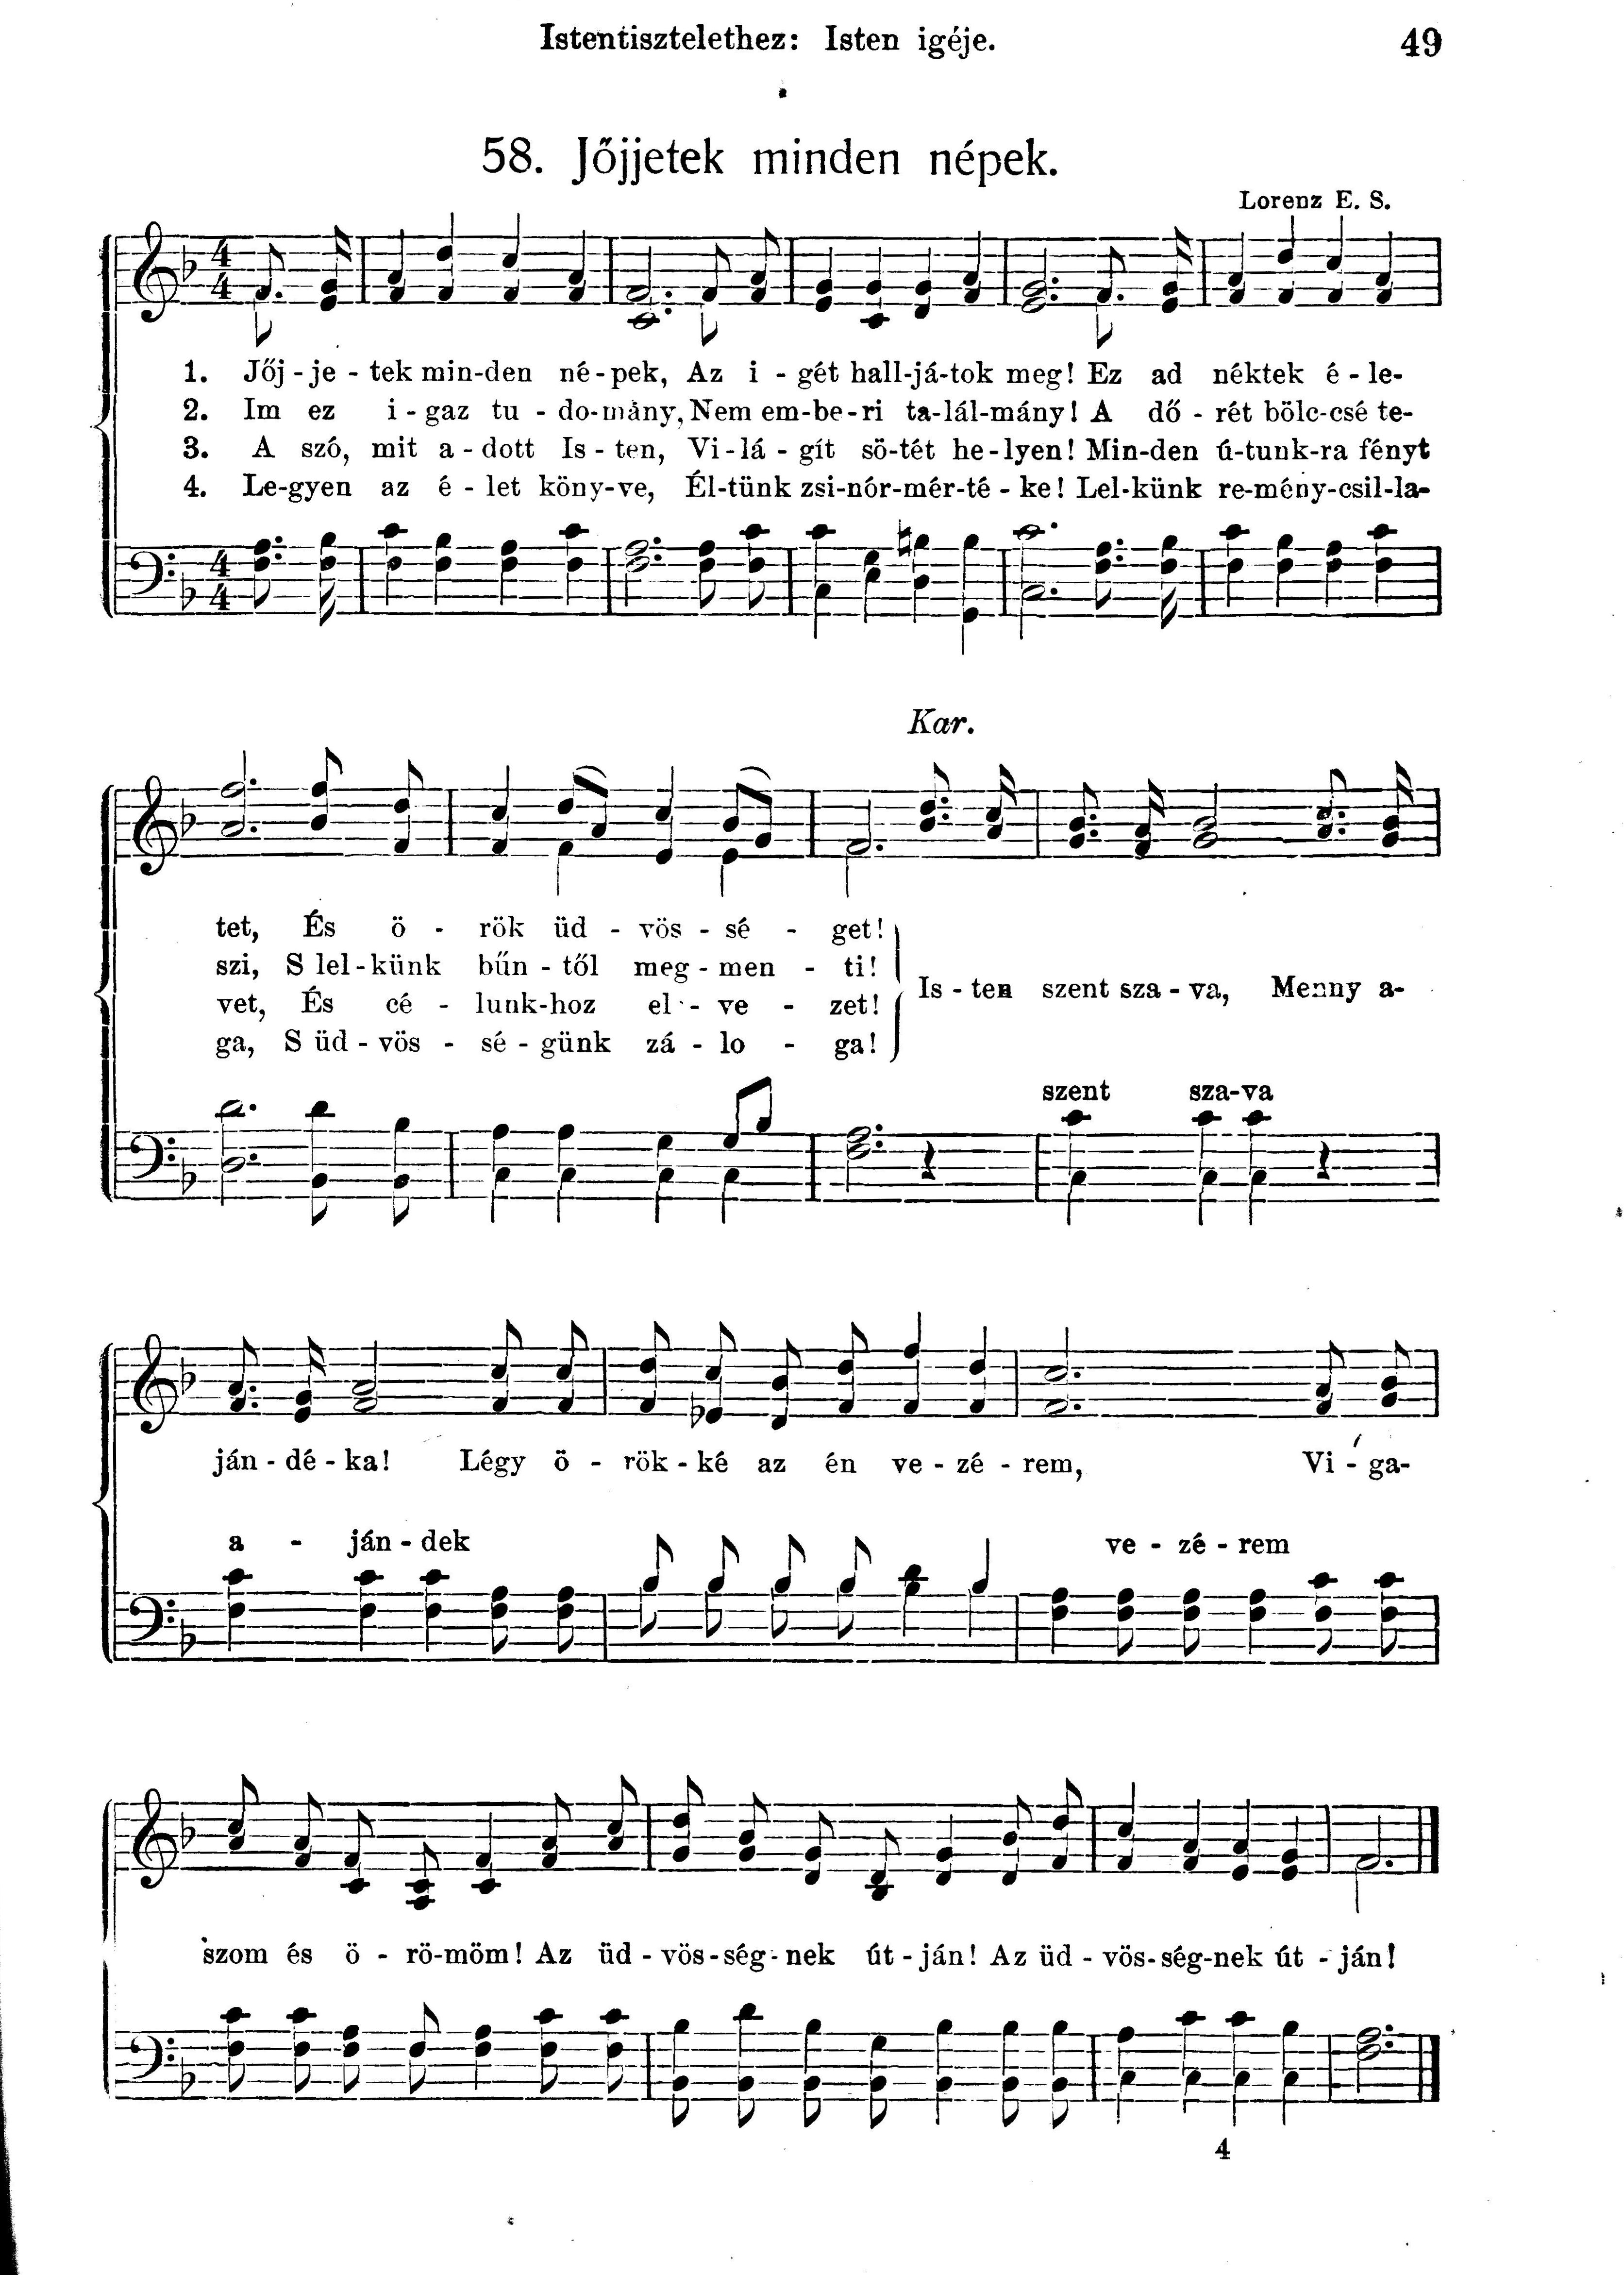 Istentisztelethez: Isten igéje. 49
58. Jőjjetek minden népek.
Lorenz E. S.
4 4
1. Jőj - je - tek min-den né - pek, Az i - gét hall-já-tok meg! Ez ad néktek é - le-
2. Im ez i - gaz tu - do-mány, Nem em-be-ri ta-lál-mány! A dő - rét bölc-csé te-
3. A szó, mit a - dott Is - ten, Vi-lá - gít sö-tét he-lyen! Min-den ú-tunk-ra fényt
4. Le-gyen az é - let köny-ve, Él-tünk zsi-nór-mér-té - ke! Lel-künk re-mény-csil-la-
4 4
Kar.
tet, És ö - rök üd - vös - sé - get!
szi, S lel-künk bűn - től meg - men - ti!
vet, És cé - lunk-hoz el - ve - zet!
ga, S üd - vös - sé - günk zá - lo - ga!
Is - ten szent sza - va, Menny a-
szent sza-va
ján - dé - ka! Légy ö - rök - ké az én ve - zé - rem, Vi - ga-
a - ján - dek ve - zé - rem
szom és ö - rö-möm! Az üd - vös - ség - nek út - ján! Az üd - vös- ség-nek út - ján!
4